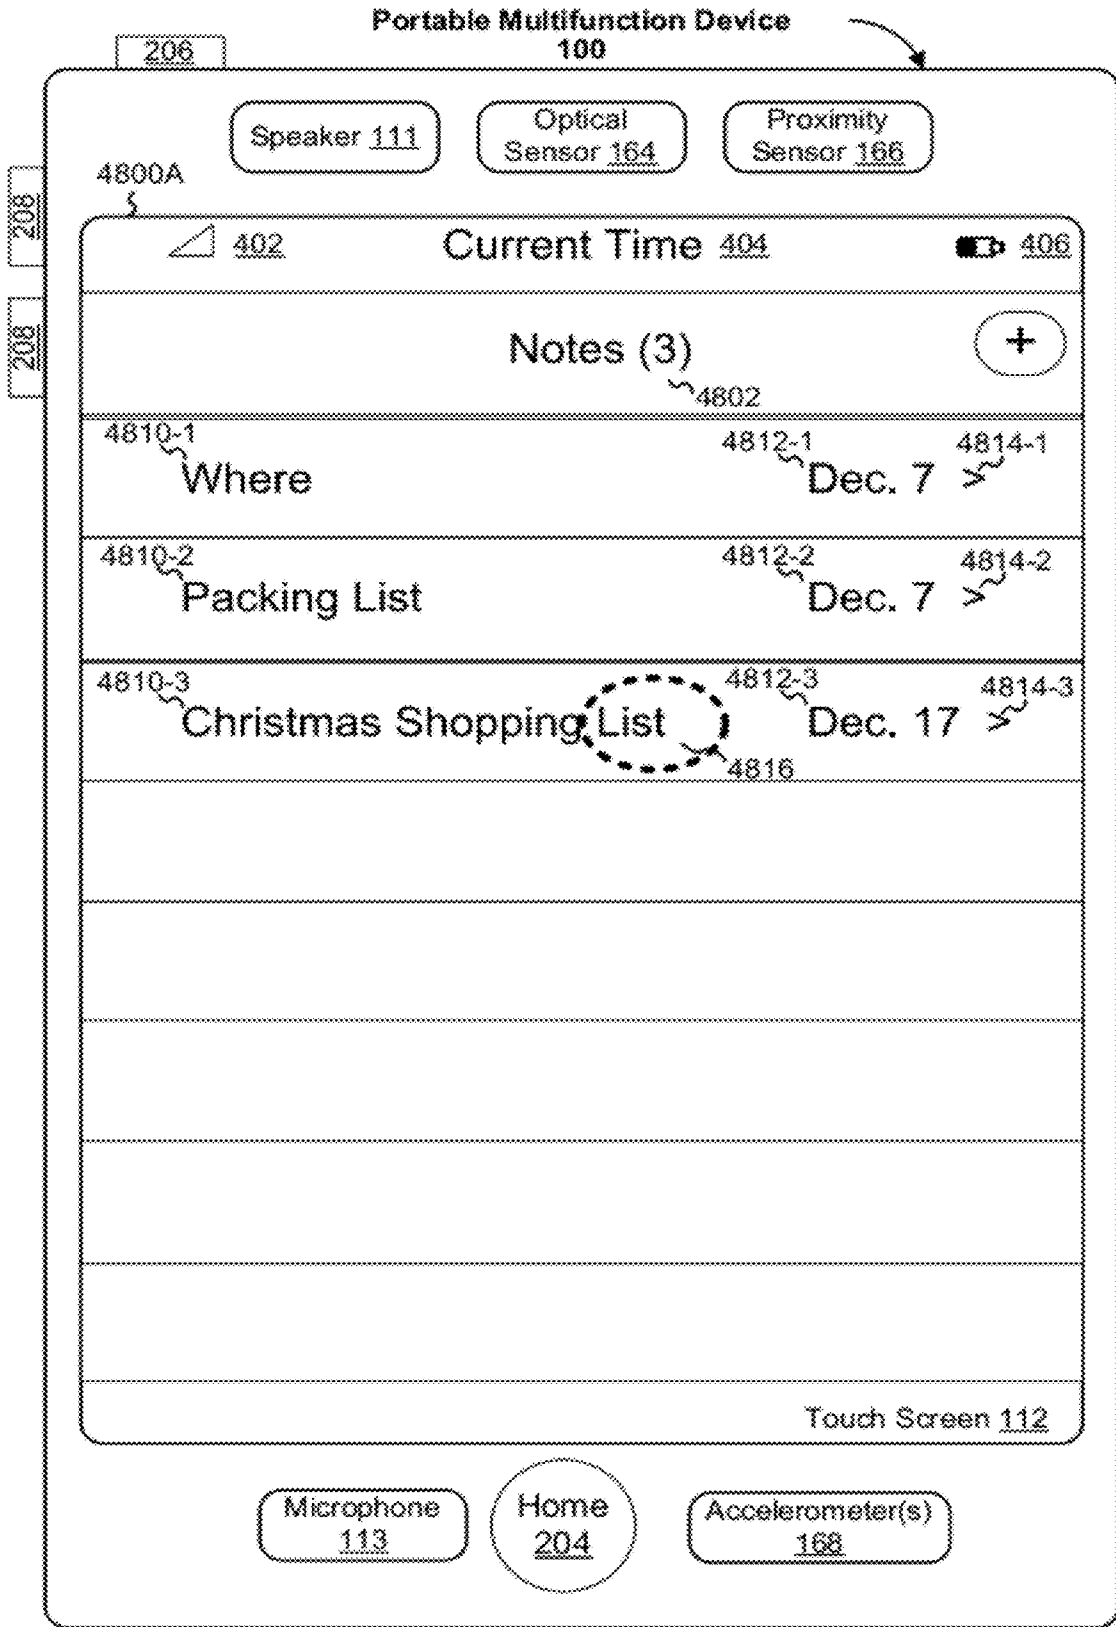 Portable Multifunction Device
100
206
Speaker 111
Optical
Sensor 164
Proximity
Sensor 166
4800A
208
208
402
Current Time 404
406
Notes (3)
+
4802
4810-1
4812-1
4814-1
Where
Dec. 7
>
4810-2
4812-2
4814-2
Packing List
Dec. 7
>
4810-3
4812-3
4814-3
Christmas Shopping List
Dec. 17
>
4816
Touch Screen 112
Microphone
113
Home
204
Accelerometer(s)
168